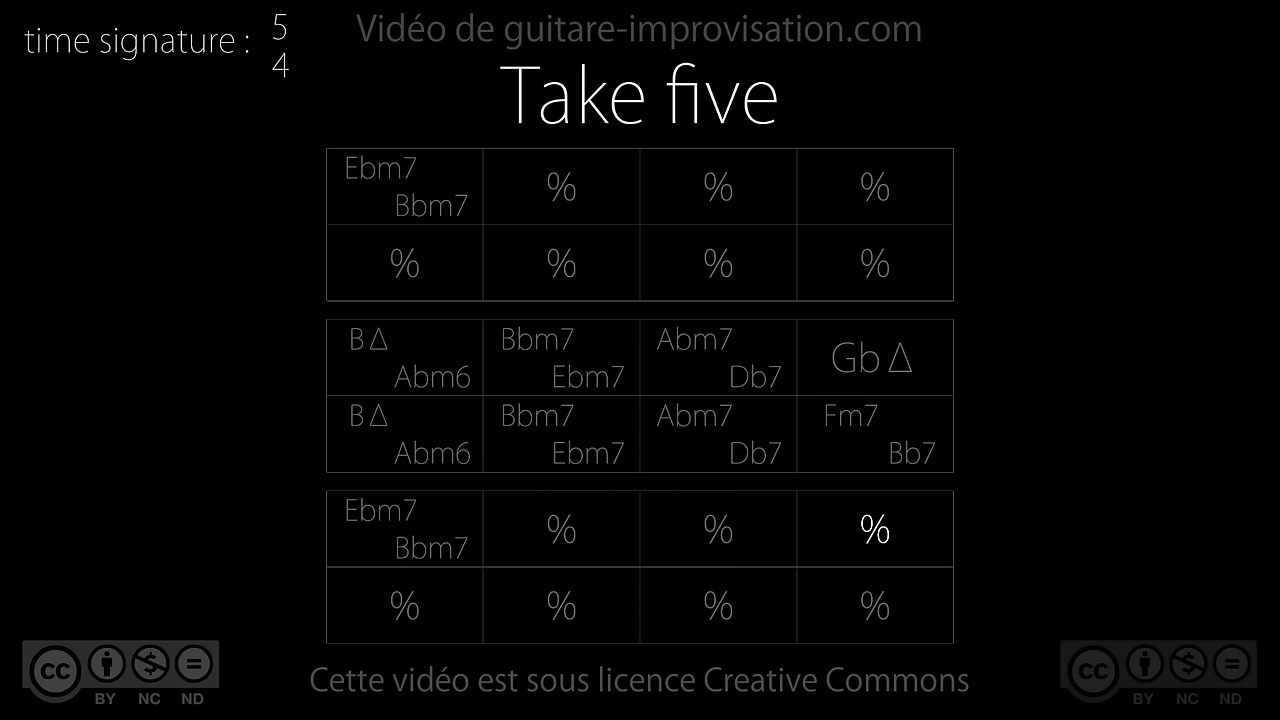 time signature : 5
4
Vidéo de guitare-improvisation.com
Take five
Ebm7 Bbm7 % % %
% % % %
B Δ Abm6 Bbm7 Ebm7 Abm7 Db7 Gb Δ
B Δ Abm6 Bbm7 Ebm7 Abm7 Db7 Fm7 Bb7
Ebm7 Bbm7 % % %
% % % %
cc BY NC ND
Cette vidéo est sous licence Creative Commons
cc BY NC ND